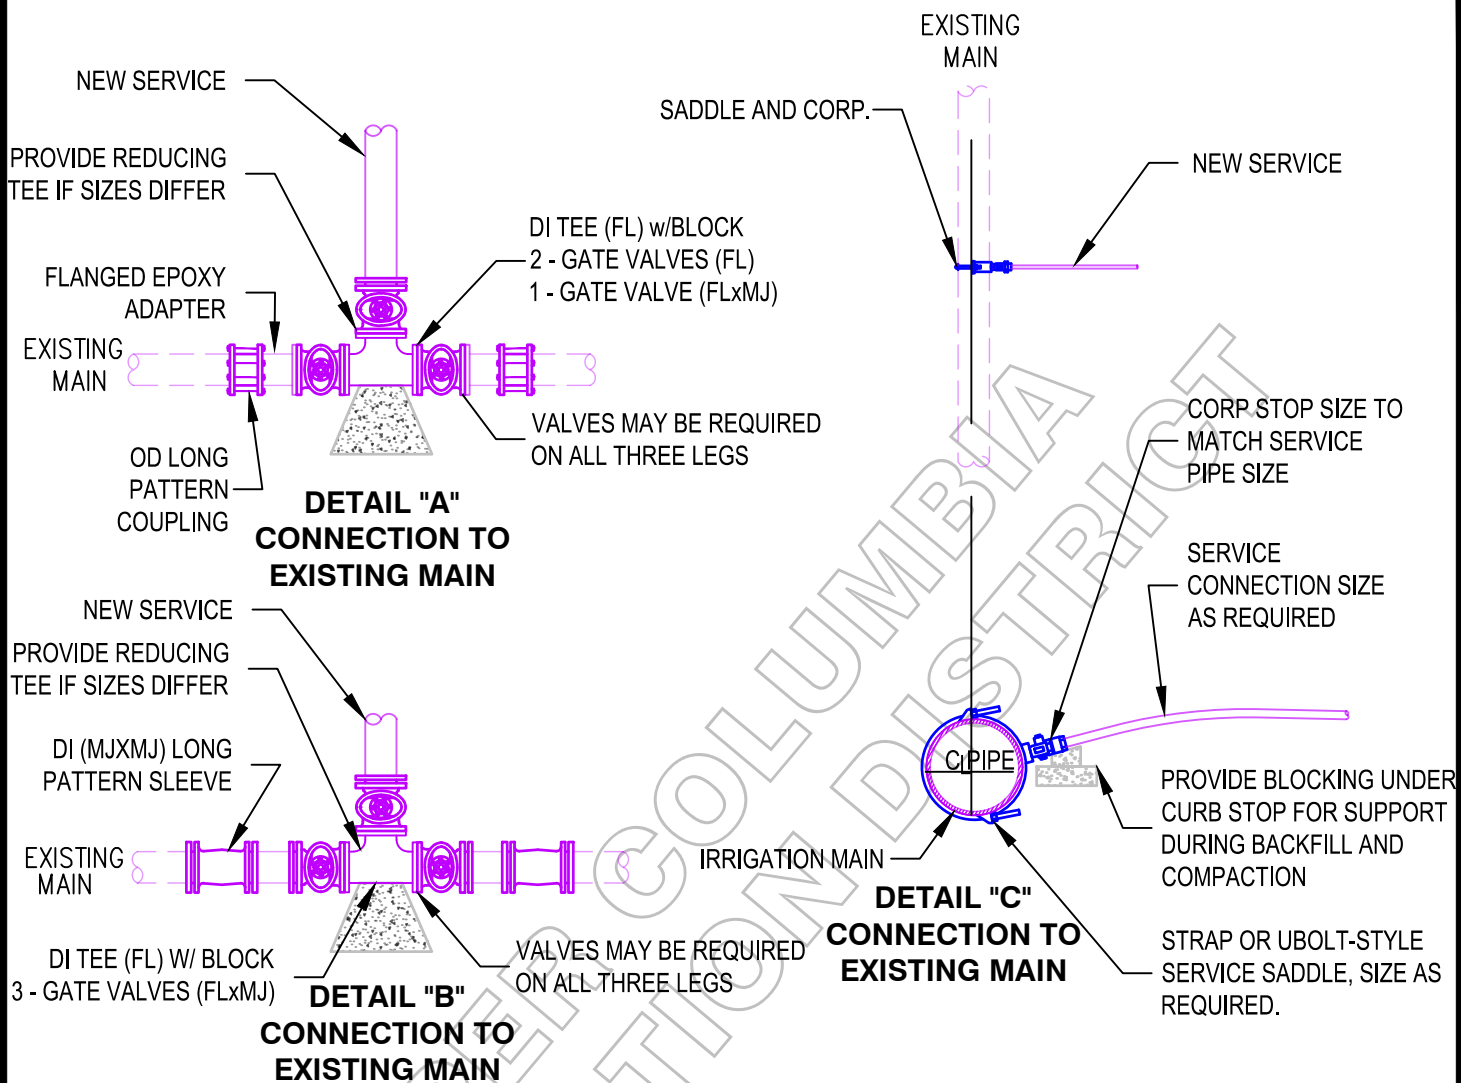 NEW SERVICE
PROVIDE REDUCING
TEE IF SIZES DIFFER
FLANGED EPOXY
ADAPTER
EXISTING
MAIN
OD LONG
PATTERN
COUPLING
DI TEE (FL) w/BLOCK
2 - GATE VALVES (FL)
1 - GATE VALVE (FLxMJ)
VALVES MAY BE REQUIRED
ON ALL THREE LEGS
DETAIL "A"
CONNECTION TO
EXISTING MAIN
NEW SERVICE
PROVIDE REDUCING
TEE IF SIZES DIFFER
DI (MJXMJ) LONG
PATTERN SLEEVE
EXISTING
MAIN
DI TEE (FL) W/ BLOCK
3 - GATE VALVES (FLxMJ)
VALVES MAY BE REQUIRED
ON ALL THREE LEGS
DETAIL "B"
CONNECTION TO
EXISTING MAIN
EXISTING
MAIN
SADDLE AND CORP.
NEW SERVICE
CORP STOP SIZE TO
MATCH SERVICE
PIPE SIZE
SERVICE
CONNECTION SIZE
AS REQUIRED
CL PIPE
IRRIGATION MAIN
PROVIDE BLOCKING UNDER
CURB STOP FOR SUPPORT
DURING BACKFILL AND
COMPACTION
DETAIL "C"
CONNECTION TO
EXISTING MAIN
STRAP OR UBOLT-STYLE
SERVICE SADDLE, SIZE AS
REQUIRED.
COLUMBIA
DISTRICT